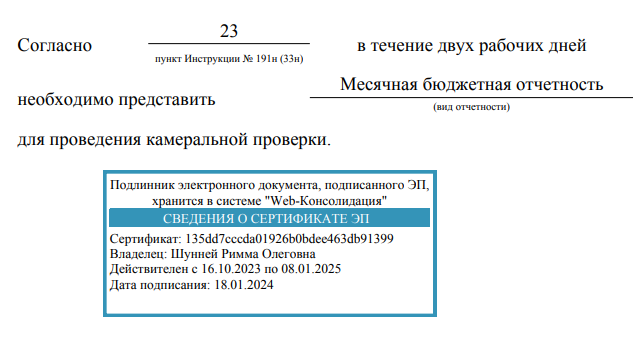 Согласно 23 в течение двух рабочих дней
пункт Инструкции № 191н (33н)
необходимо представить Месячная бюджетная отчетность
(вид отчетности)
для проведения камеральной проверки.
Подлинник электронного документа, подписанного ЭП,
хранится в системе "Web-Консолидация"
СВЕДЕНИЯ О СЕРТИФИКАТЕ ЭП
Сертификат: 135dd7cccda01926b0bdee463db91399
Владелец: Шунней Римма Олеговна
Действителен с 16.10.2023 по 08.01.2025
Дата подписания: 18.01.2024